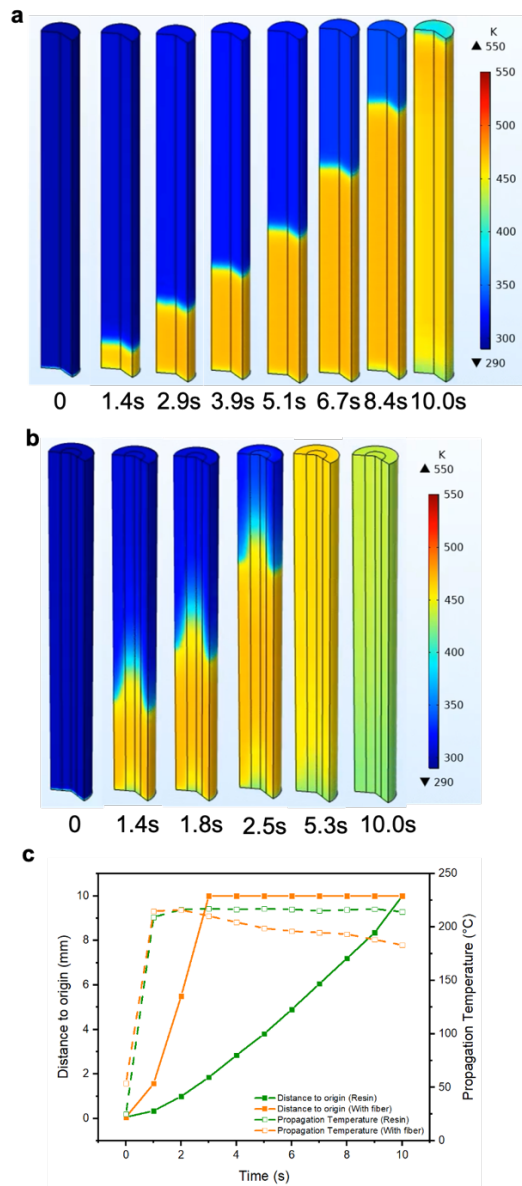 a
K
▲ 550
550
500
450
400
350
300
▼ 290
0 1.4s 2.9s 3.9s 5.1s 6.7s 8.4s 10.0s
b
K
▲ 550
550
500
450
400
350
300
▼ 290
0 1.4s 1.8s 2.5s 5.3s 10.0s
c
Distance to origin (mm)
10
8
6
4
2
0
250
200
150
100
50
0
Propagation Temperature (°C)
Distance to origin (Resin)
Distance to origin (With fiber)
Propagation Temperature (Resin)
Propagation Temperature (With fiber)
0 2 4 6 8 10
Time (s)